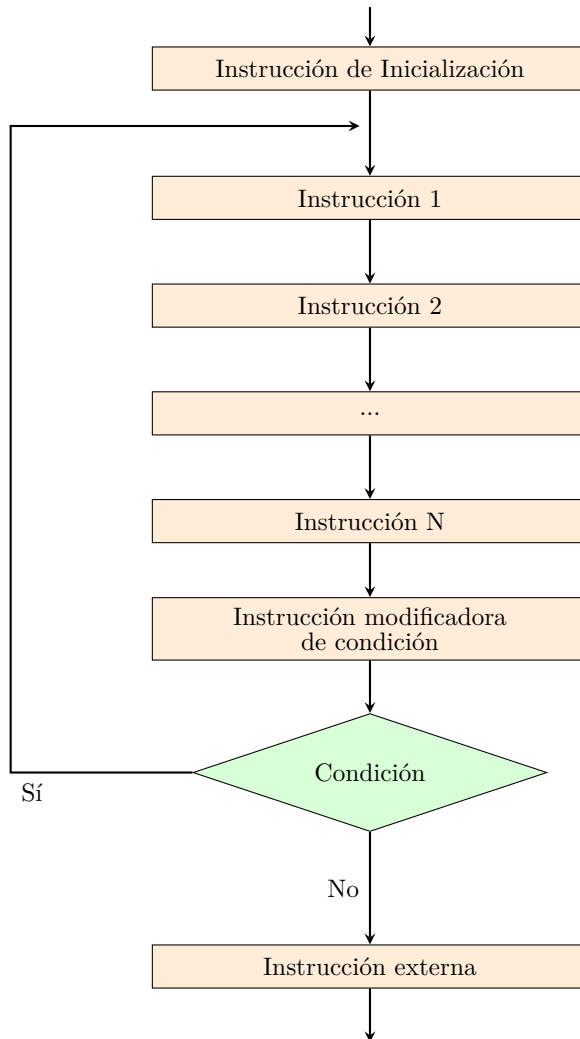 Instrucción de Inicialización
Instrucción 1
Instrucción 2
...
Instrucción N
Instrucción modificadora
de condición
Condición
Sí
No
Instrucción externa